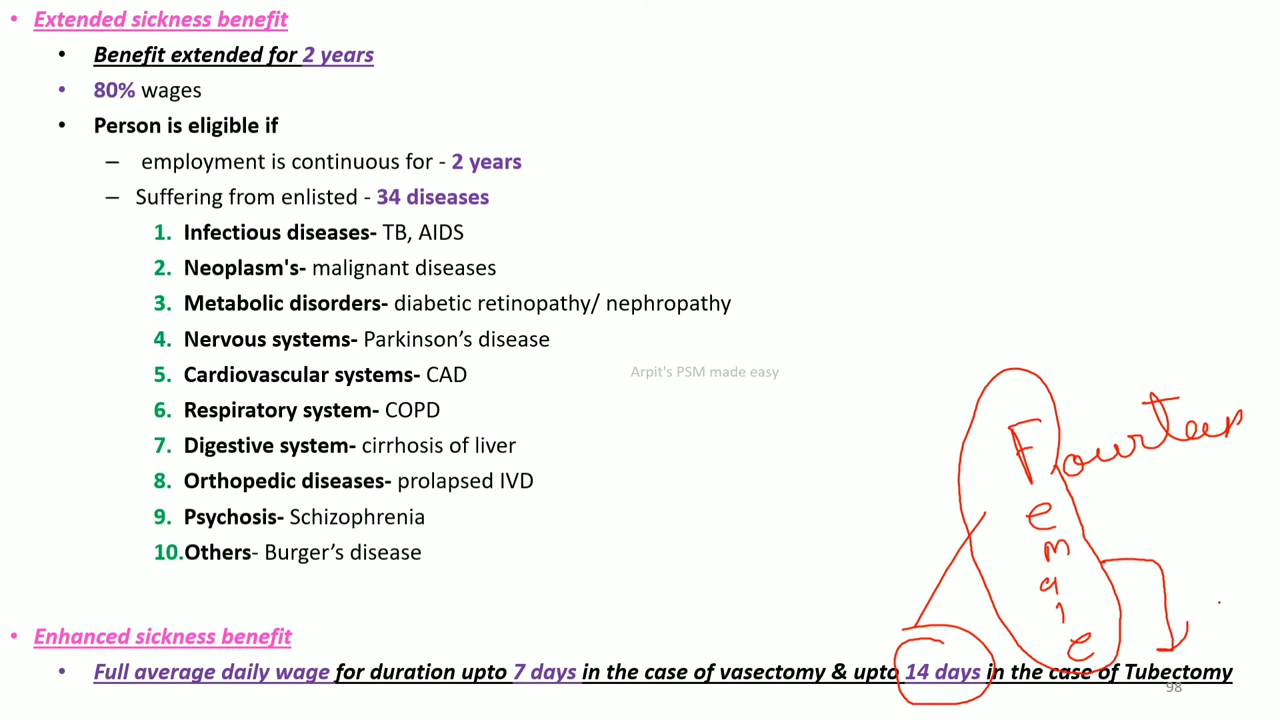 • Extended sickness benefit
• Benefit extended for 2 years
• 80% wages
• Person is eligible if
– employment is continuous for - 2 years
– Suffering from enlisted - 34 diseases
1. Infectious diseases- TB, AIDS
2. Neoplasm's- malignant diseases
3. Metabolic disorders- diabetic retinopathy/ nephropathy
4. Nervous systems- Parkinson’s disease
5. Cardiovascular systems- CAD
Arpit's PSM made easy
6. Respiratory system- COPD
7. Digestive system- cirrhosis of liver
8. Orthopedic diseases- prolapsed IVD
9. Psychosis- Schizophrenia
10.Others- Burger’s disease
Female
• Enhanced sickness benefit
• Full average daily wage for duration upto 7 days in the case of vasectomy & upto 14 days in the case of Tubectomy
98